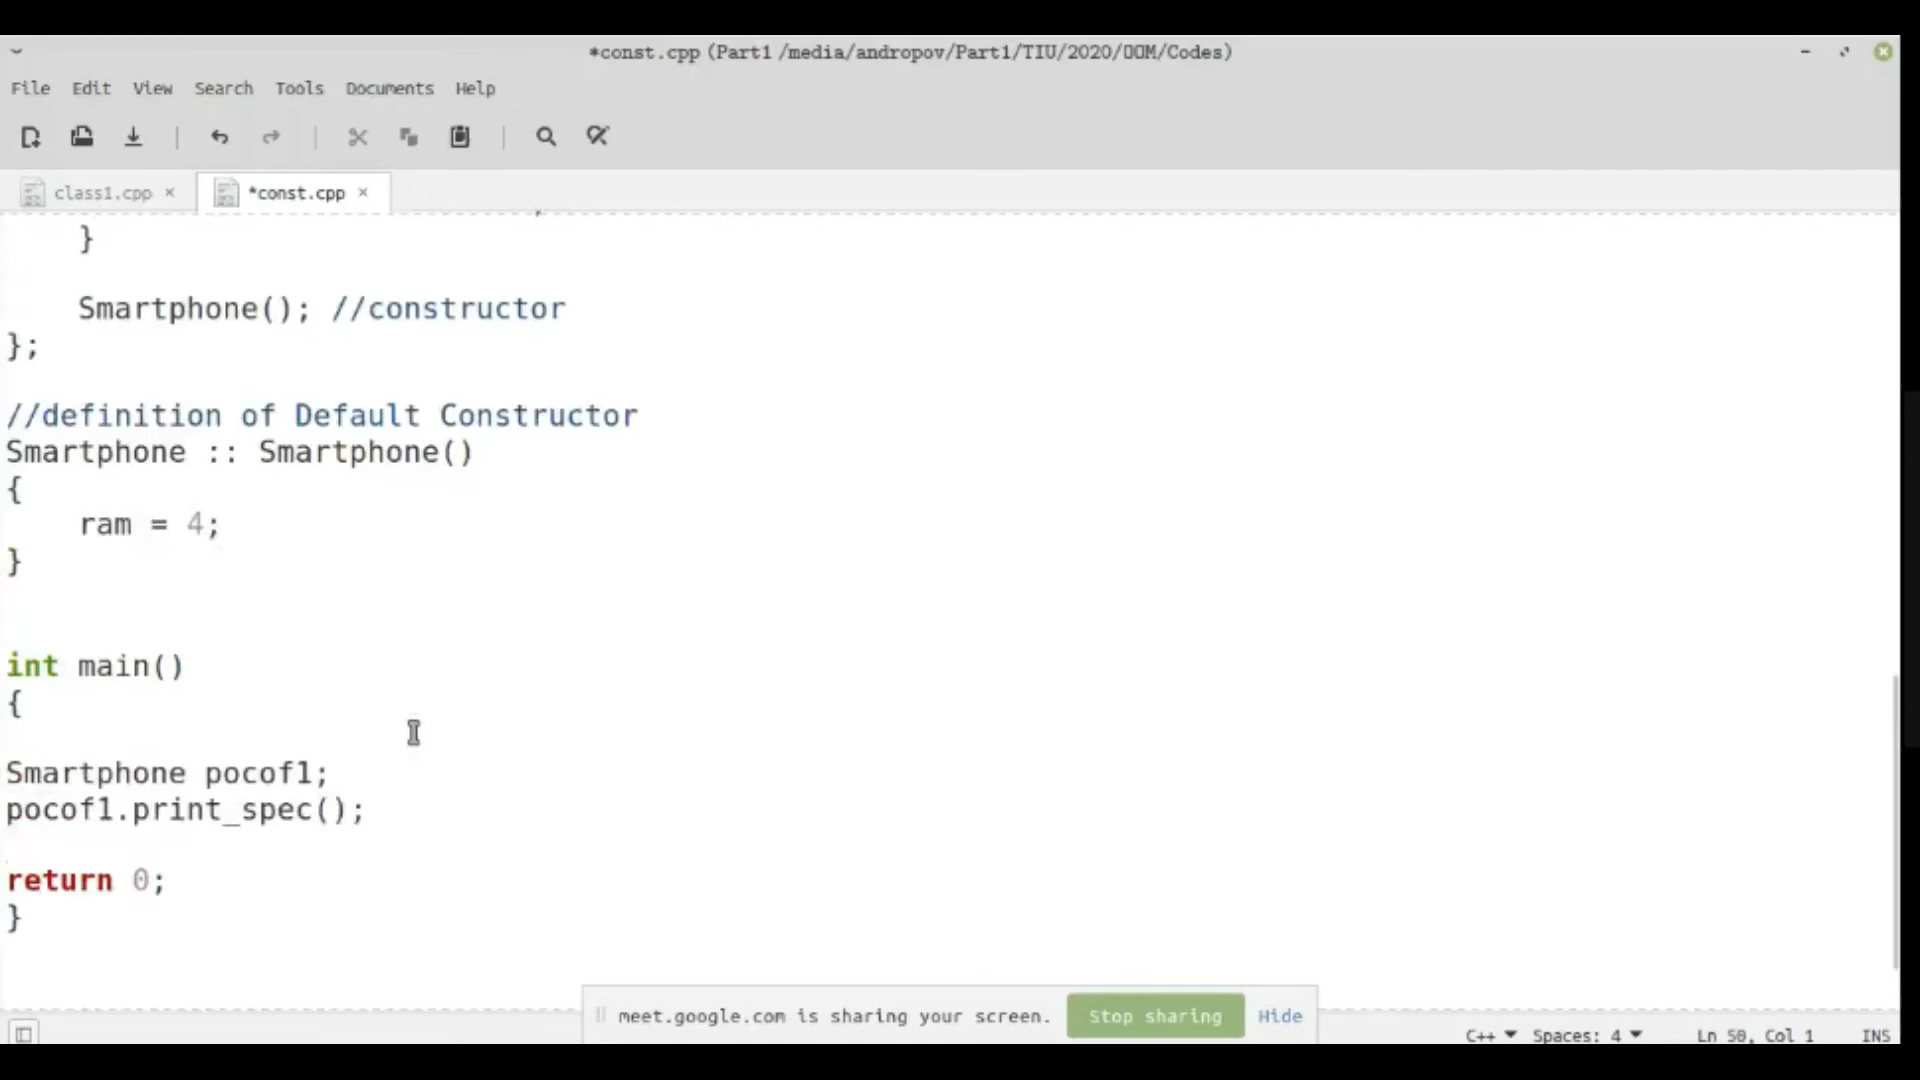 *const.cpp (Part1 /media/andropov/Part1/TIU/2020/OOM/Codes)
File Edit View Search Tools Documents Help
class1.cpp × *const.cpp ×
}
Smartphone(); //constructor
};
//definition of Default Constructor
Smartphone :: Smartphone()
{
ram = 4;
}
int main()
{
Smartphone pocof1;
pocof1.print_spec();
return 0;
}
meet.google.com is sharing your screen. Stop sharing Hide
C++ Spaces: 4 Ln 50, Col 1 INS